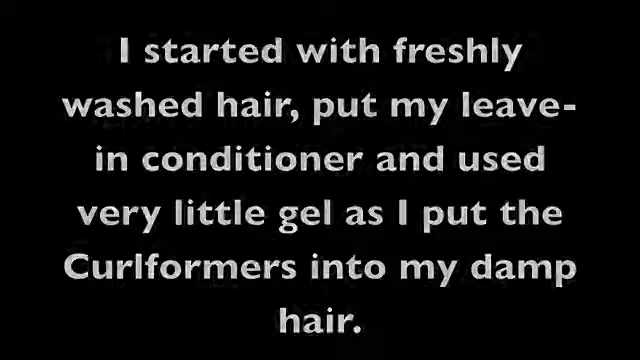 I started with freshly
washed hair, put my leave-
in conditioner and used
very little gel as I put the
Curlformers into my damp
hair.